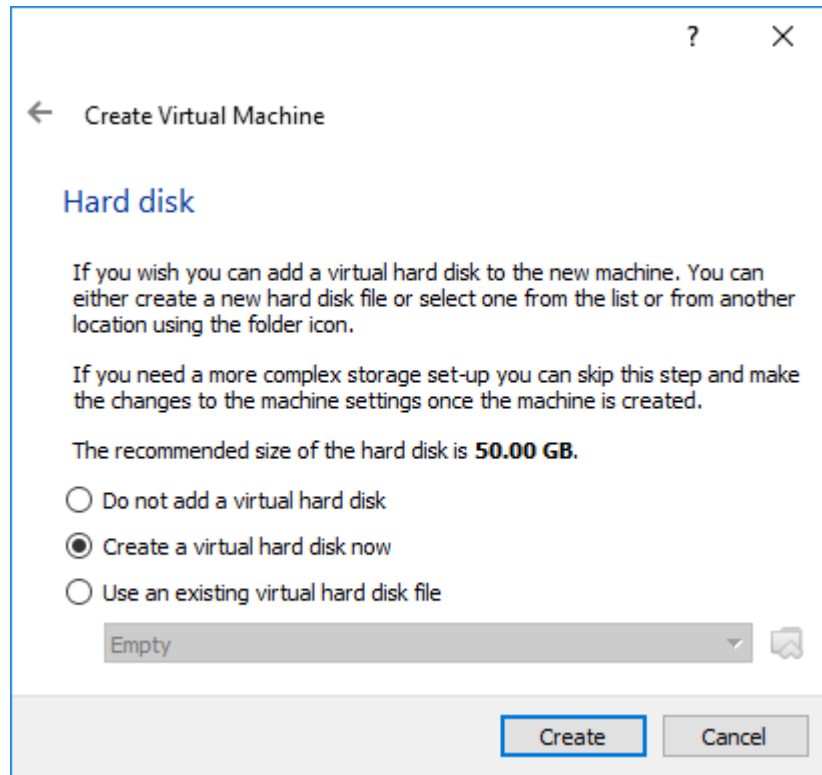 ?
Create Virtual Machine
Hard disk
If you wish you can add a virtual hard disk to the new machine. You can
either create a new hard disk file or select one from the list or from another
location using the folder icon.
If you need a more complex storage set-up you can skip this step and make
the changes to the machine settings once the machine is created.
The recommended size of the hard disk is 50.00 GB.
Do not add a virtual hard disk
Create a virtual hard disk now
Use an existing virtual hard disk file
Empty
Create Cancel